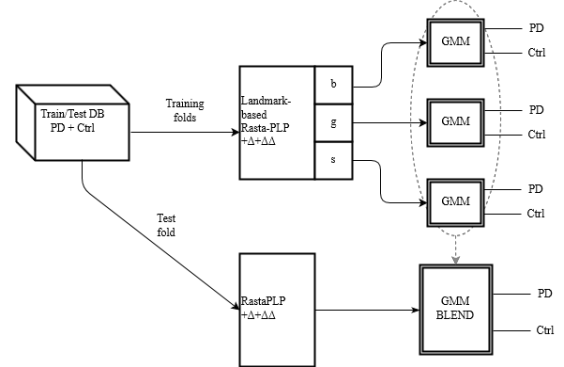 Train/Test DB
PD + Ctrl
Training
folds
Landmark-
based
Rasta-PLP
+Δ+ΔΔ
b
g
s
GMM
PD
Ctrl
GMM
PD
Ctrl
GMM
PD
Ctrl
Test
fold
RastaPLP
+Δ+ΔΔ
GMM
BLEND
PD
Ctrl